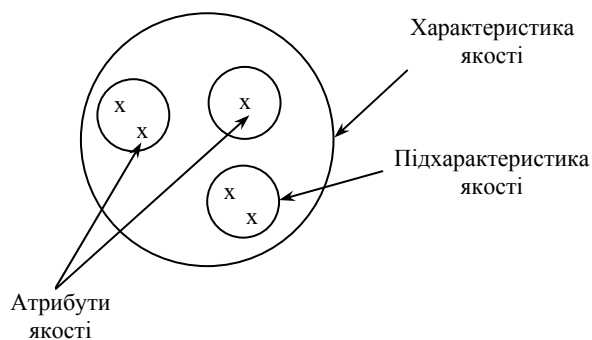 Характеристика
якості
x
x
x
Підхарактеристика
якості
x
x
Атрибути
якості